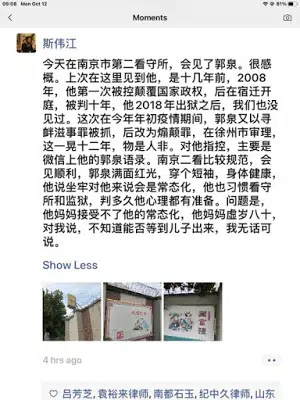 09:08 Mon Oct 12
81%
Moments
斯伟江
今天在南京市第二看守所，会见了郭泉。很感
概。上次在这里见到他，是十几年前，2008
年，他第一次被控颠覆国家政权，后在宿迁开
庭，被判十年，他2018年出狱之后，我们也没
见过。这次在今年年初疫情期间，郭泉又以寻
衅滋事罪被抓，后改为煽颠罪，在徐州市审理，
这一晃十二年，物是人非。对他指控，主要是
微信上他的郭泉语录。南京二看比较规范，会
见顺利，郭泉满面红光，穿个短袖，身体健康，
他说坐牢对他来说会是常态化，他也习惯看守
所和监狱，判多久他心理都有准备。问题是，
他妈妈接受不了他的常态化，他妈妈虚岁八十，
对我说，不知道能否等到儿子出来，我无话可
说。
Show Less
4 hrs ago
吕芳芝，袁裕来律师，南都石玉，纪中久律师，山东